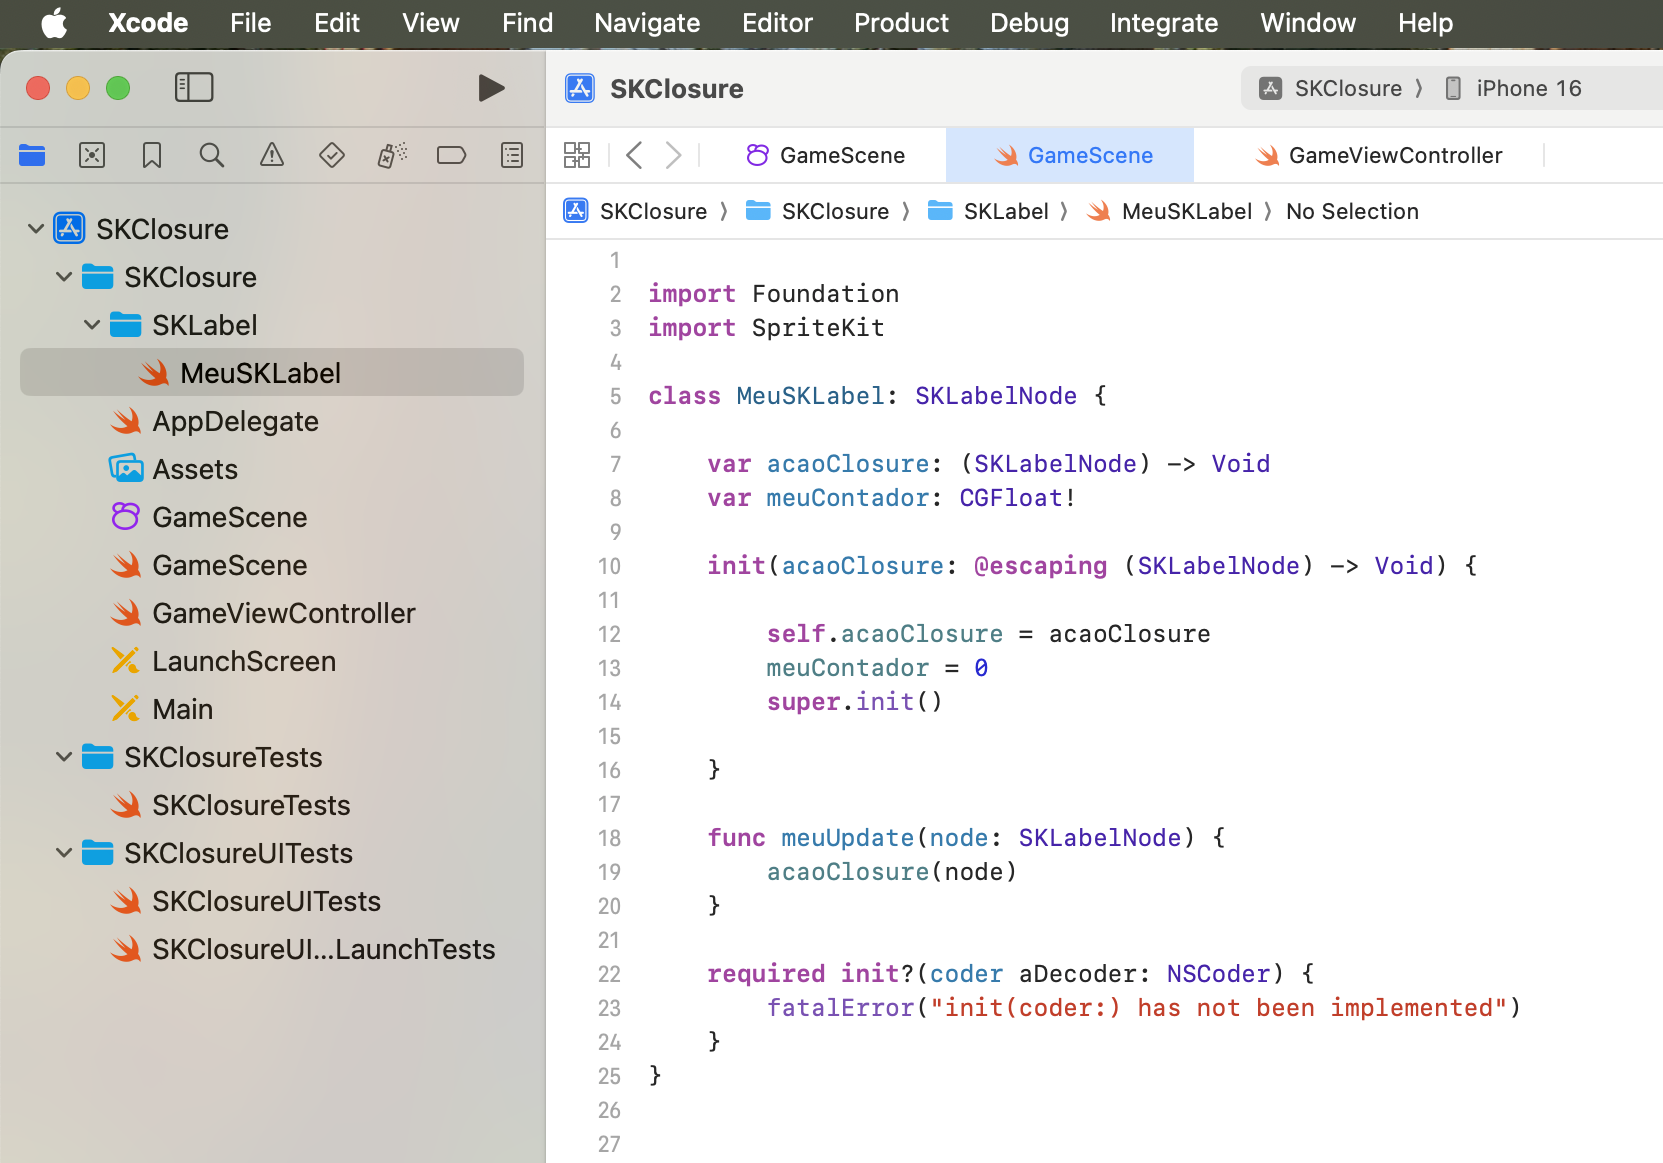 Xcode File Edit View Find Navigate Editor Product Debug Integrate Window Help
SKClosure
SKClosure 〉 iPhone 16
GameScene GameScene GameViewController
SKClosure 〉 SKClosure 〉 SKLabel 〉 MeuSKLabel 〉 No Selection
SKClosure
SKClosure
SKLabel
MeuSKLabel
AppDelegate
Assets
GameScene
GameScene
GameViewController
LaunchScreen
Main
SKClosureTests
SKClosureTests
SKClosureUITests
SKClosureUITests
SKClosureUI...LaunchTests
1
2 import Foundation
3 import SpriteKit
4
5 class MeuSKLabel: SKLabelNode {
6
7 var acaoClosure: (SKLabelNode) -> Void
8 var meuContador: CGFloat!
9
10 init(acaoClosure: @escaping (SKLabelNode) -> Void) {
11
12 self.acaoClosure = acaoClosure
13 meuContador = 0
14 super.init()
15
16 }
17
18 func meuUpdate(node: SKLabelNode) {
19 acaoClosure(node)
20 }
21
22 required init?(coder aDecoder: NSCoder) {
23 fatalError("init(coder:) has not been implemented")
24 }
25 }
26
27